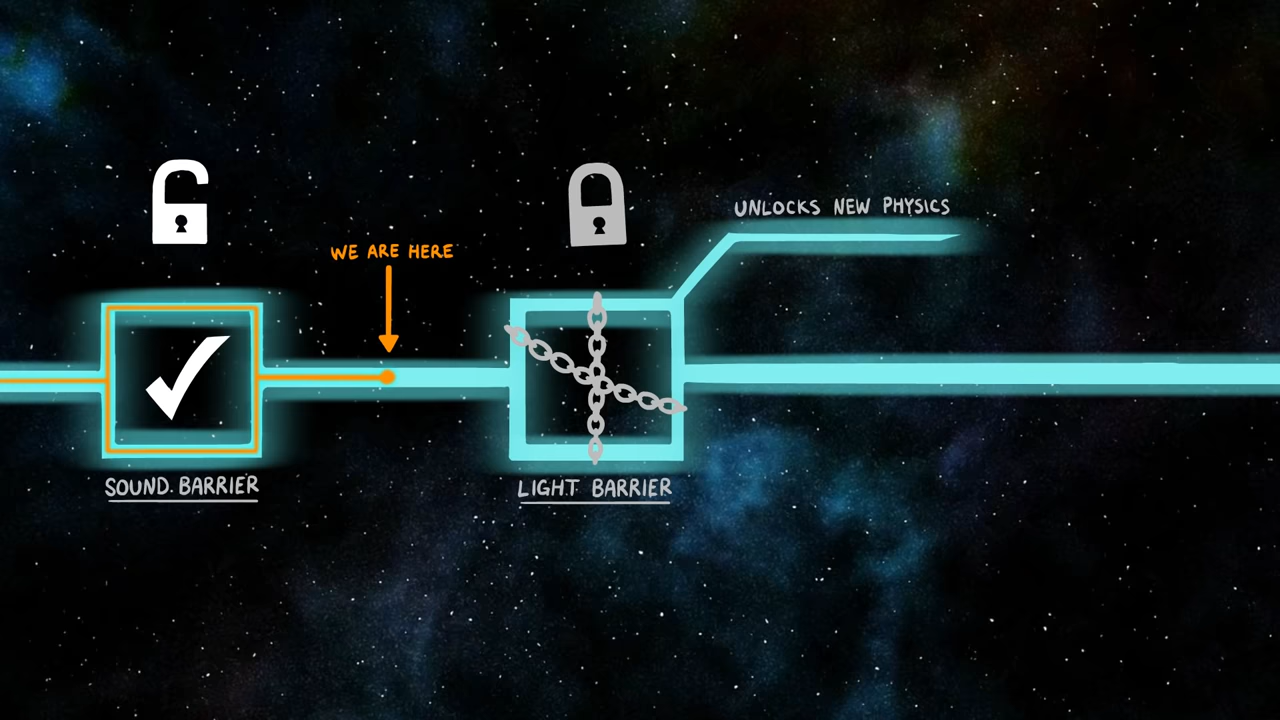 UNLOCKS NEW PHYSICS
WE ARE HERE
SOUND BARRIER
LIGHT BARRIER